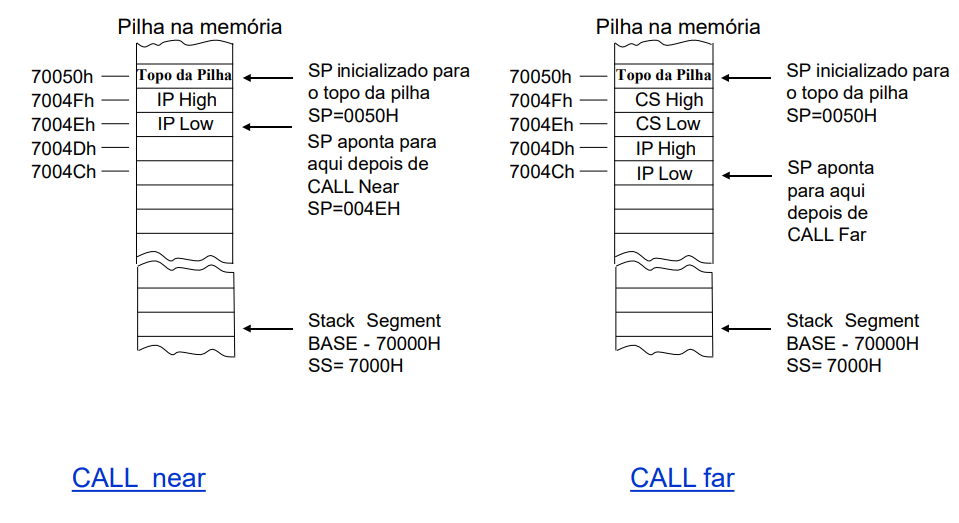 Pilha na memória
70050h
Topo da Pilha
SP inicializado para
o topo da pilha
SP=0050H
7004Fh
IP High
7004Eh
IP Low
7004Dh
SP aponta para
aqui depois de
CALL Near
SP=004EH
7004Ch
Stack Segment
BASE - 70000H
SS= 7000H
CALL near
Pilha na memória
70050h
Topo da Pilha
SP inicializado para
o topo da pilha
SP=0050H
7004Fh
CS High
7004Eh
CS Low
7004Dh
IP High
7004Ch
IP Low
SP aponta
para aqui
depois de
CALL Far
Stack Segment
BASE - 70000H
SS= 7000H
CALL far